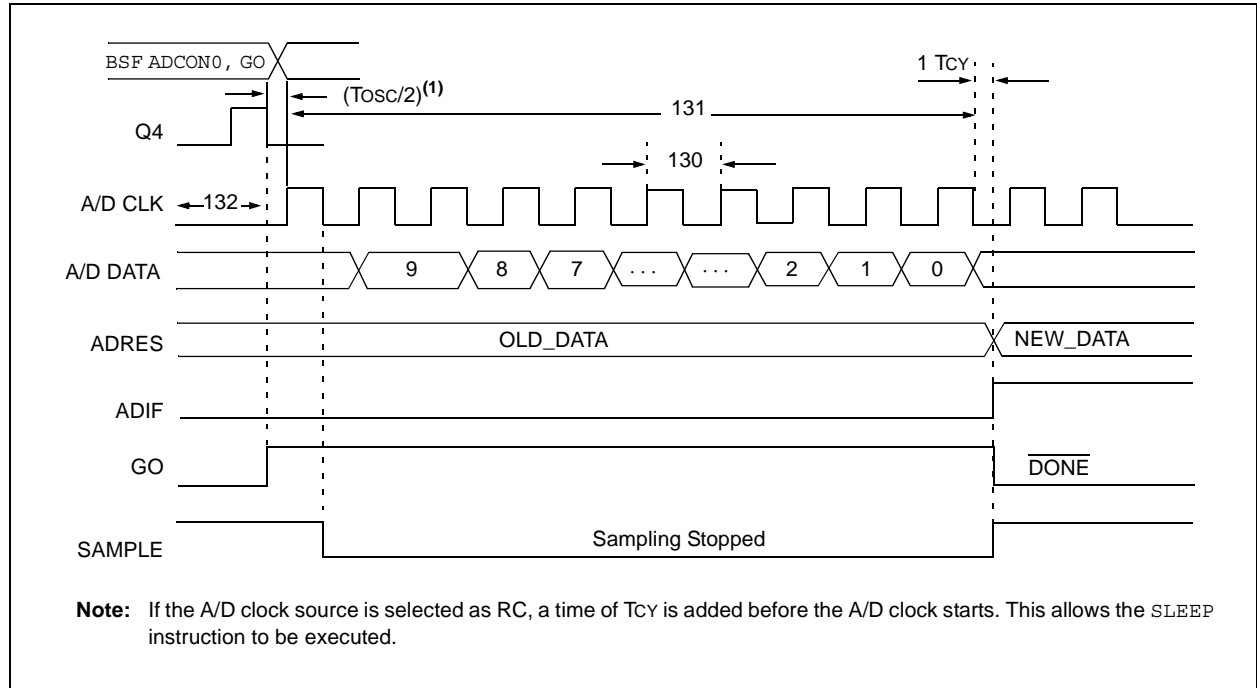 BSF ADCON0, GO
1 TCY
(TOSC/2)(1)
131
Q4
130
A/D CLK
132
A/D DATA
9
8
7
. . .
. . .
2
1
0
ADRES
OLD_DATA
NEW_DATA
ADIF
GO
DONE
SAMPLE
Sampling Stopped
Note: If the A/D clock source is selected as RC, a time of TCY is added before the A/D clock starts. This allows the SLEEP
instruction to be executed.